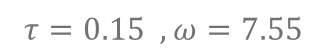 τ = 0.15 , ω = 7.55